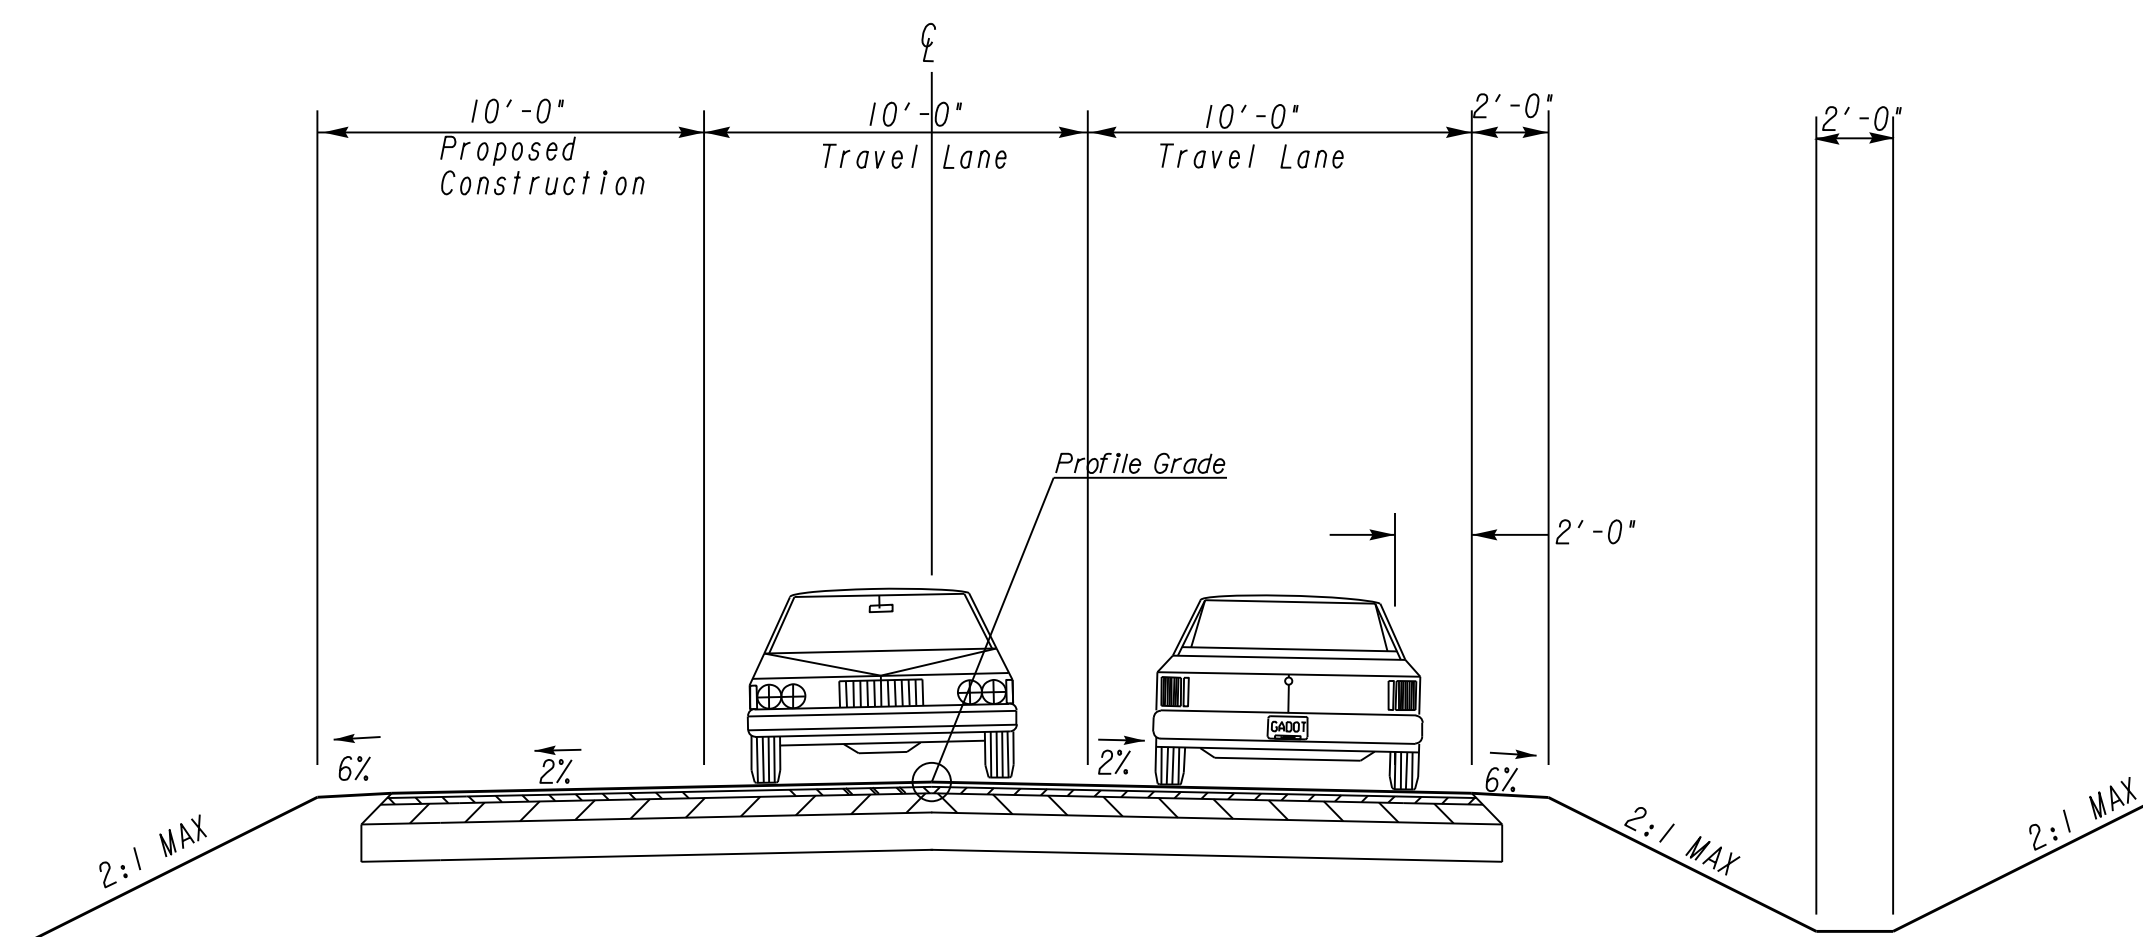 ℄
10'-0"
Proposed
Construction
10'-0"
Travel Lane
10'-0"
Travel Lane
2'-0"
2'-0"
Profile Grade
2'-0"
6%
2%
2%
6%
GADOT
2:1 MAX
2:1 MAX
2:1 MAX